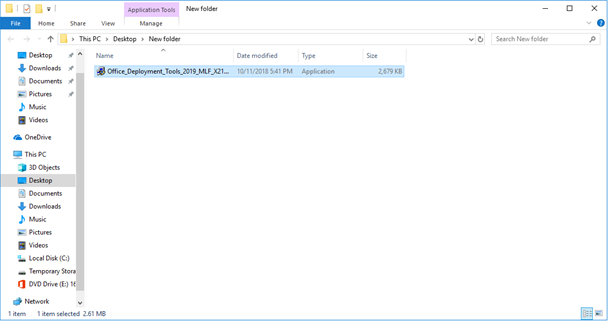 Application Tools New folder
File Home Share View Manage
This PC Desktop New folder Search New folder
Name Date modified Type Size
Office_Deployment_Tools_2019_MLF_X21... 10/11/2018 5:41 PM Application 2,679 KB
Desktop
Downloads
Documents
Pictures
Music
Videos
OneDrive
This PC
3D Objects
Desktop
Documents
Downloads
Music
Pictures
Videos
Local Disk (C:)
Temporary Stora
DVD Drive (E:) 16
Network
1 item 1 item selected 2.61 MB